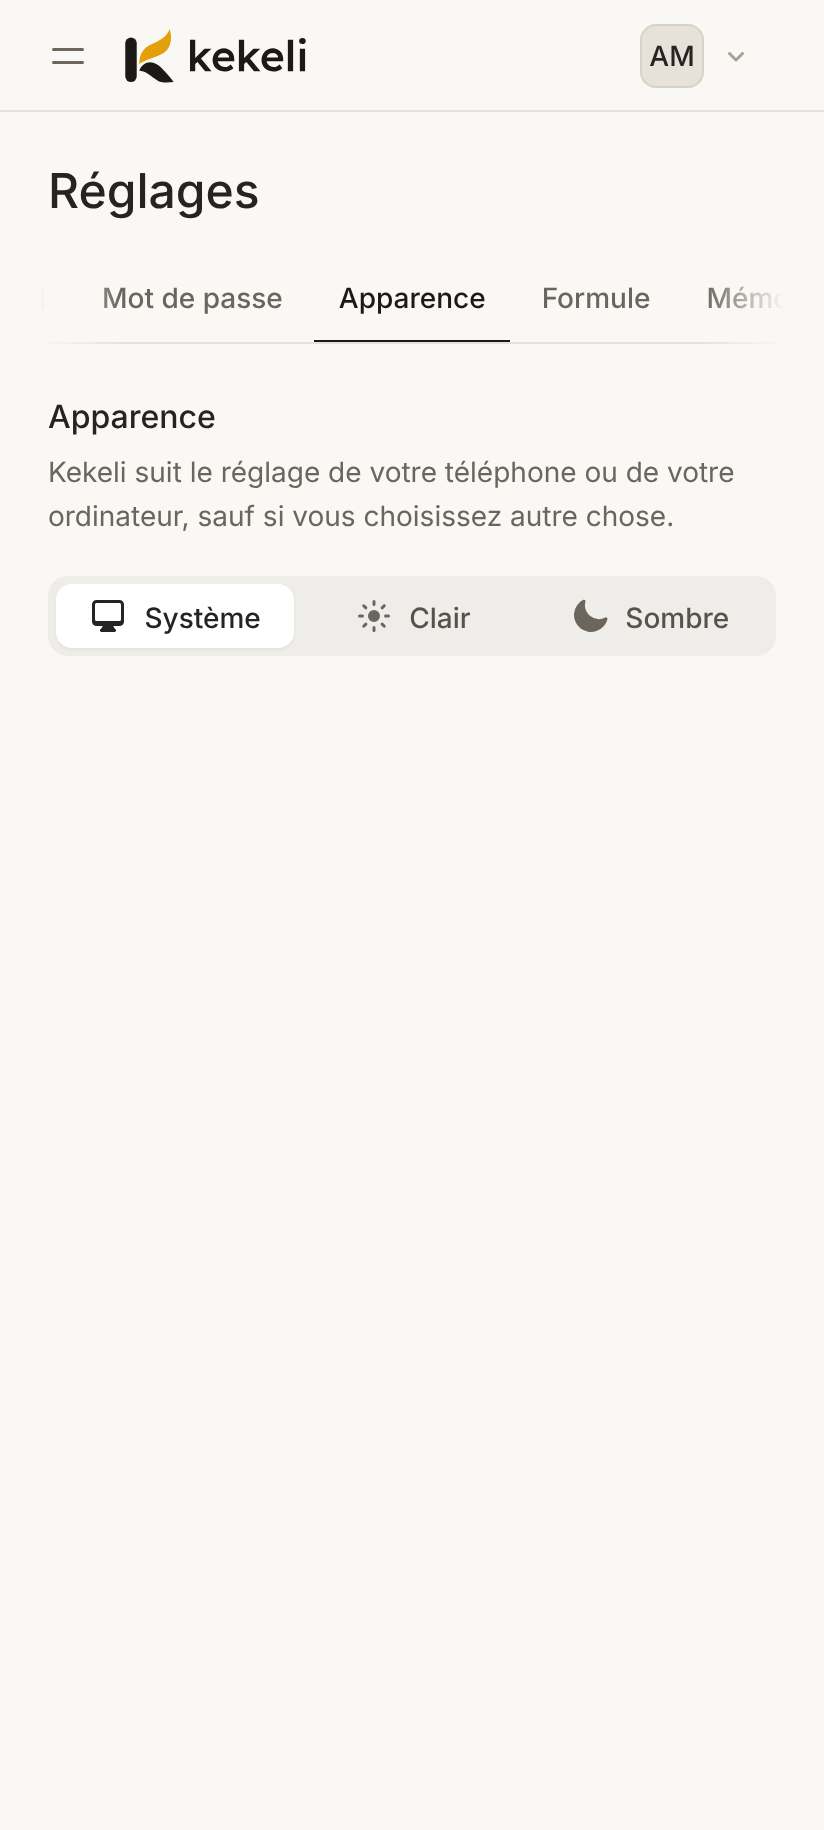 kekeli
AM
Réglages
Mot de passe
Apparence
Formule
Apparence
Kekeli suit le réglage de votre téléphone ou de votre
ordinateur, sauf si vous choisissez autre chose.
Système
Clair
Sombre